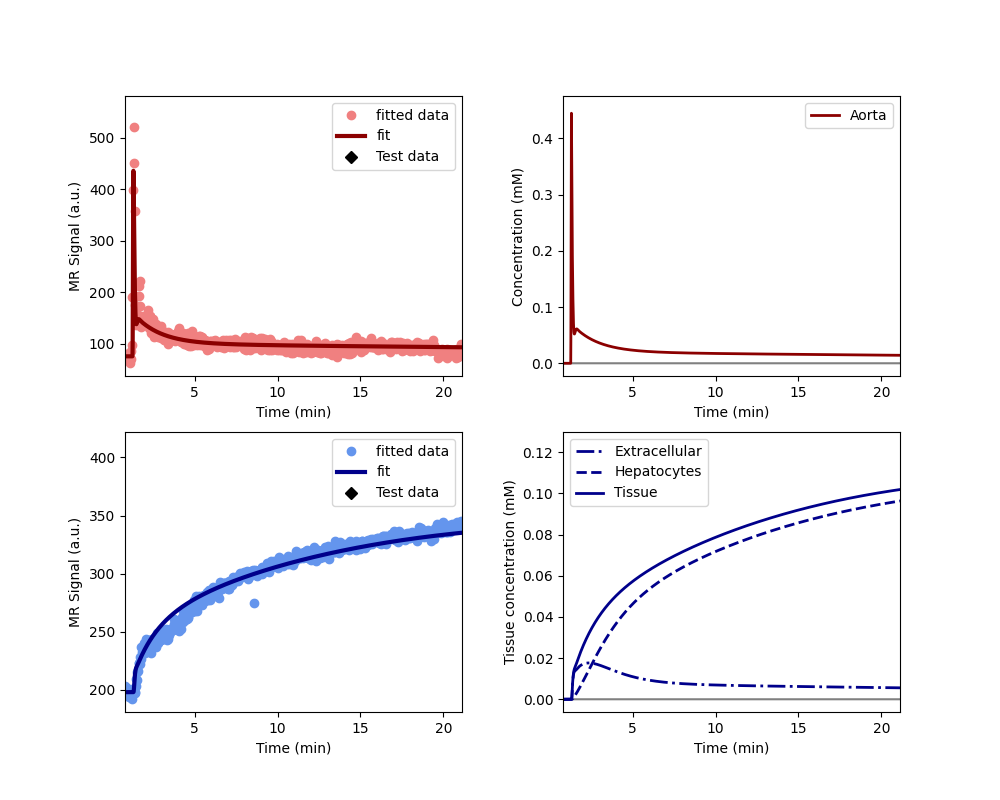 500
400
300
200
100
MR Signal (a.u.)
5
10
15
20
Time (min)
fitted data
fit
Test data
0.4
0.3
0.2
0.1
0.0
Concentration (mM)
5
10
15
20
Time (min)
Aorta
400
350
300
250
200
MR Signal (a.u.)
5
10
15
20
Time (min)
fitted data
fit
Test data
0.12
0.10
0.08
0.06
0.04
0.02
0.00
Tissue concentration (mM)
5
10
15
20
Time (min)
Extracellular
Hepatocytes
Tissue